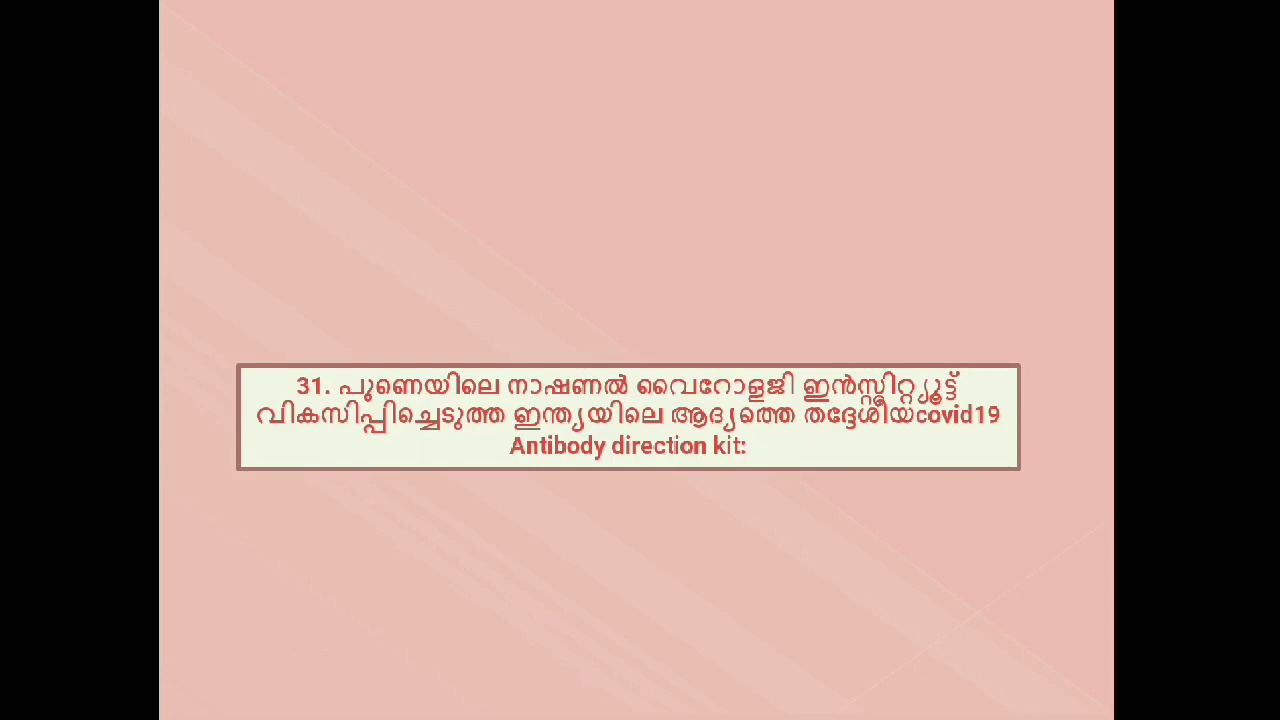 31. പുണെയിലെ നാഷണൽ വൈറോളജി ഇൻസ്റ്റിറ്റ്യൂട്ട്
വികസിപ്പിച്ചെടുത്ത ഇന്ത്യയിലെ ആദ്യത്തെ തദ്ദേശീയcovid19
Antibody direction kit: